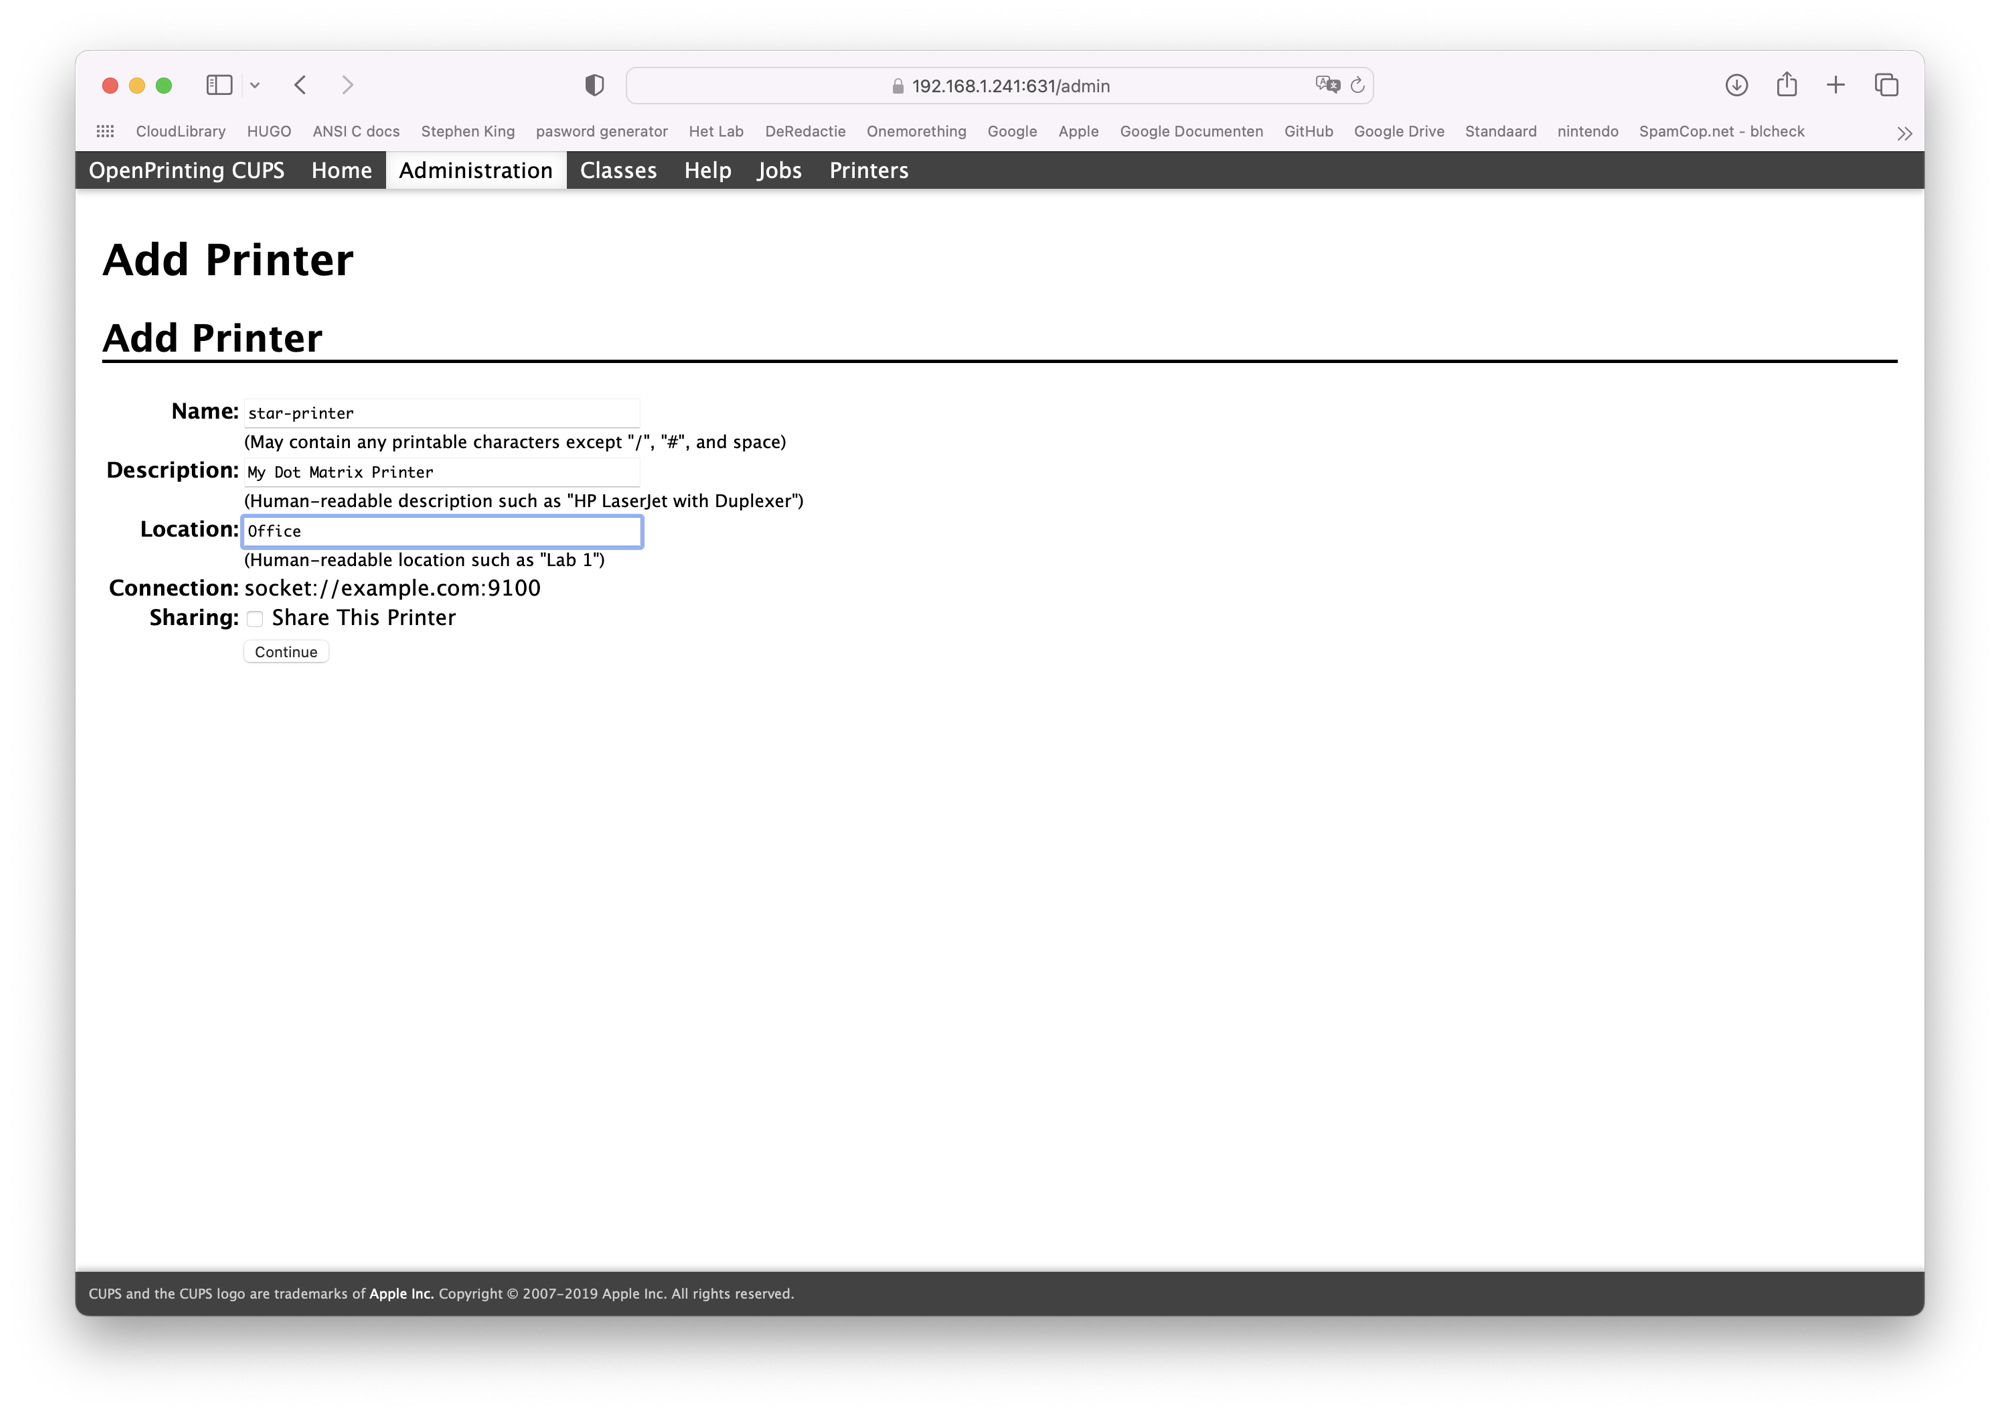 192.168.1.241:631/admin
CloudLibrary HUGO ANSI C docs Stephen King pasword generator Het Lab DeRedactie Onemorething Google Apple Google Documenten GitHub Google Drive Standaard nintendo SpamCop.net - blcheck
OpenPrinting CUPS Home Administration Classes Help Jobs Printers
Add Printer
Add Printer
Name: star-printer
(May contain any printable characters except "/", "#", and space)
Description: My Dot Matrix Printer
(Human-readable description such as "HP LaserJet with Duplexer")
Location: Office
(Human-readable location such as "Lab 1")
Connection: socket://example.com:9100
Sharing: Share This Printer
Continue
CUPS and the CUPS logo are trademarks of Apple Inc. Copyright © 2007-2019 Apple Inc. All rights reserved.